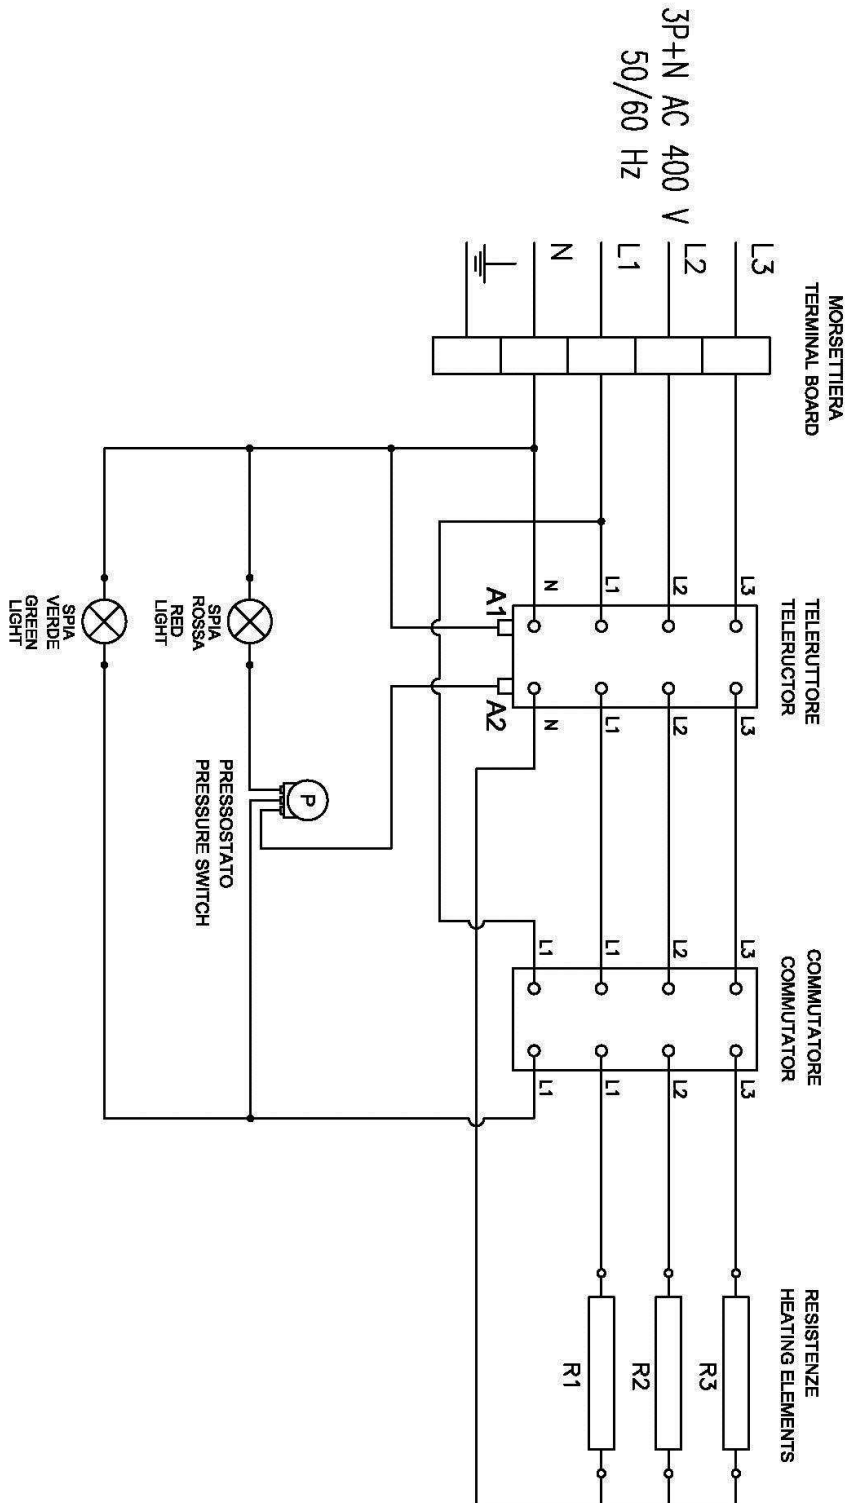 3P+N AC 400 V
50/60 Hz
L3
L2
L1
N
MORSETTIERA
TERMINAL BOARD
TELERUTTORE
TELERUCTOR
L3
L2
L1
N
A1
L3
L2
L1
N
A2
COMMUTATORE
COMMUTATOR
L3
L2
L1
L1
L3
L2
L1
L1
RESISTENZE
HEATING ELEMENTS
R3
R2
R1
P
PRESSOSTATO
PRESSURE SWITCH
SPIA
ROSSA
RED
LIGHT
SPIA
VERDE
GREEN
LIGHT